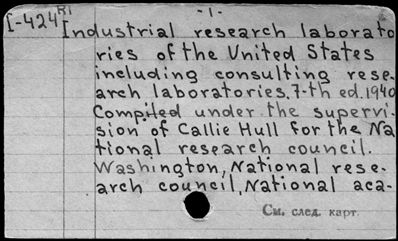 - 1 -
I-424 RI
Industrial research laborato
ries of the United States
including consulting rese-
arch laboratories. 7-th ed. 1940
Compiled under the supervi-
sion of Callie Hull for the Na
tional research council.
Washington, National rese-
arch council, National aca-
См. след. карт.